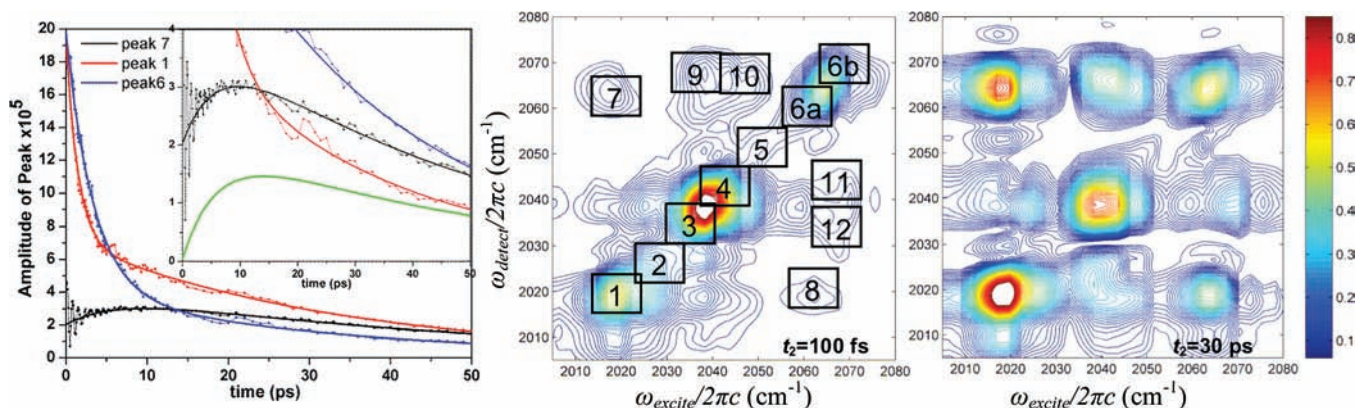 Amplitude of Peak x10⁵
20
18
16
14
12
10
8
6
4
2
0
peak 7
peak 1
peak6
4
3
2
1
0
0 10 20 30 40 50
time (ps)
0 10 20 30 40 50
time (ps)
ω_detect/2πc (cm⁻¹)
2080
2070
2060
2050
2040
2030
2020
2010
9 10 6b
7 6a
5
4 11
3 12
2
1 8
t₂=100 fs
2010 2020 2030 2040 2050 2060 2070 2080
ω_excite/2πc (cm⁻¹)
2080
2070
2060
2050
2040
2030
2020
2010
t₂=30 ps
2010 2020 2030 2040 2050 2060 2070 2080
ω_excite/2πc (cm⁻¹)
0.8
0.7
0.6
0.5
0.4
0.3
0.2
0.1